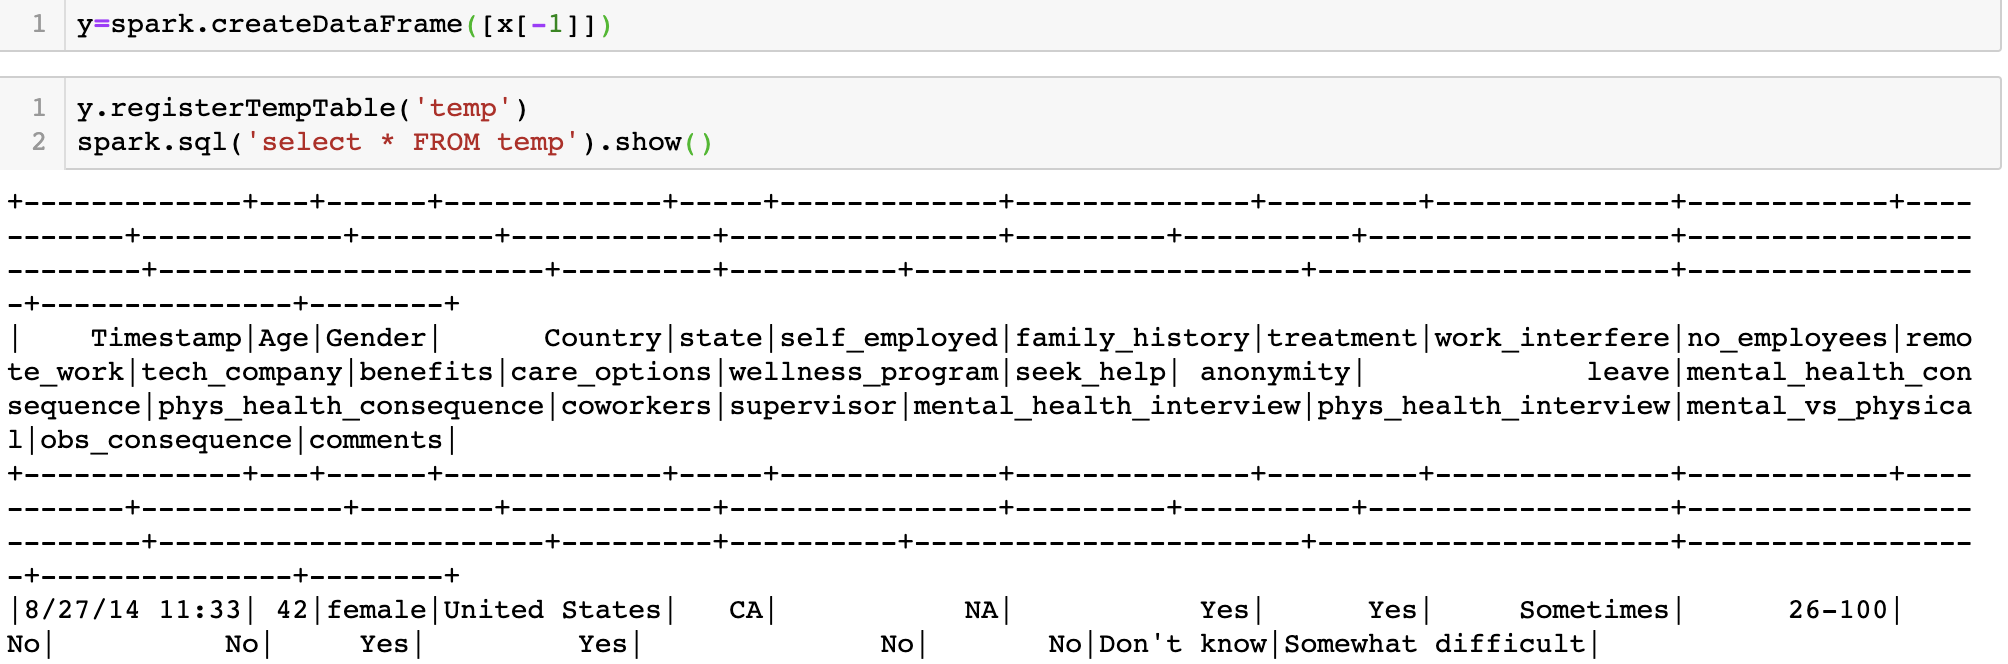 1 y=spark.createDataFrame([x[-1]])
1 y.registerTempTable('temp')
2 spark.sql('select * FROM temp').show()
+-------------+---+------+-------------+-----+-------------+--------------+---------+--------------+------------+----
-------+------------+--------+------------+----------------+---------+----------+------------------+-----------------
--------+-----------------------+---------+----------+-----------------------+---------------------+-----------------
-+---------------+--------+
|    Timestamp|Age|Gender|      Country|state|self_employed|family_history|treatment|work_interfere|no_employees|remo
te_work|tech_company|benefits|care_options|wellness_program|seek_help| anonymity|             leave|mental_health_con
sequence|phys_health_consequence|coworkers|supervisor|mental_health_interview|phys_health_interview|mental_vs_physica
l|obs_consequence|comments|
+-------------+---+------+-------------+-----+-------------+--------------+---------+--------------+------------+----
-------+------------+--------+------------+----------------+---------+----------+------------------+-----------------
--------+-----------------------+---------+----------+-----------------------+---------------------+-----------------
-+---------------+--------+
|8/27/14 11:33| 42|female|United States|   CA|           NA|           Yes|      Yes|     Sometimes|      26-100|
No|          No|     Yes|         Yes|              No|       No|Don't know|Somewhat difficult|